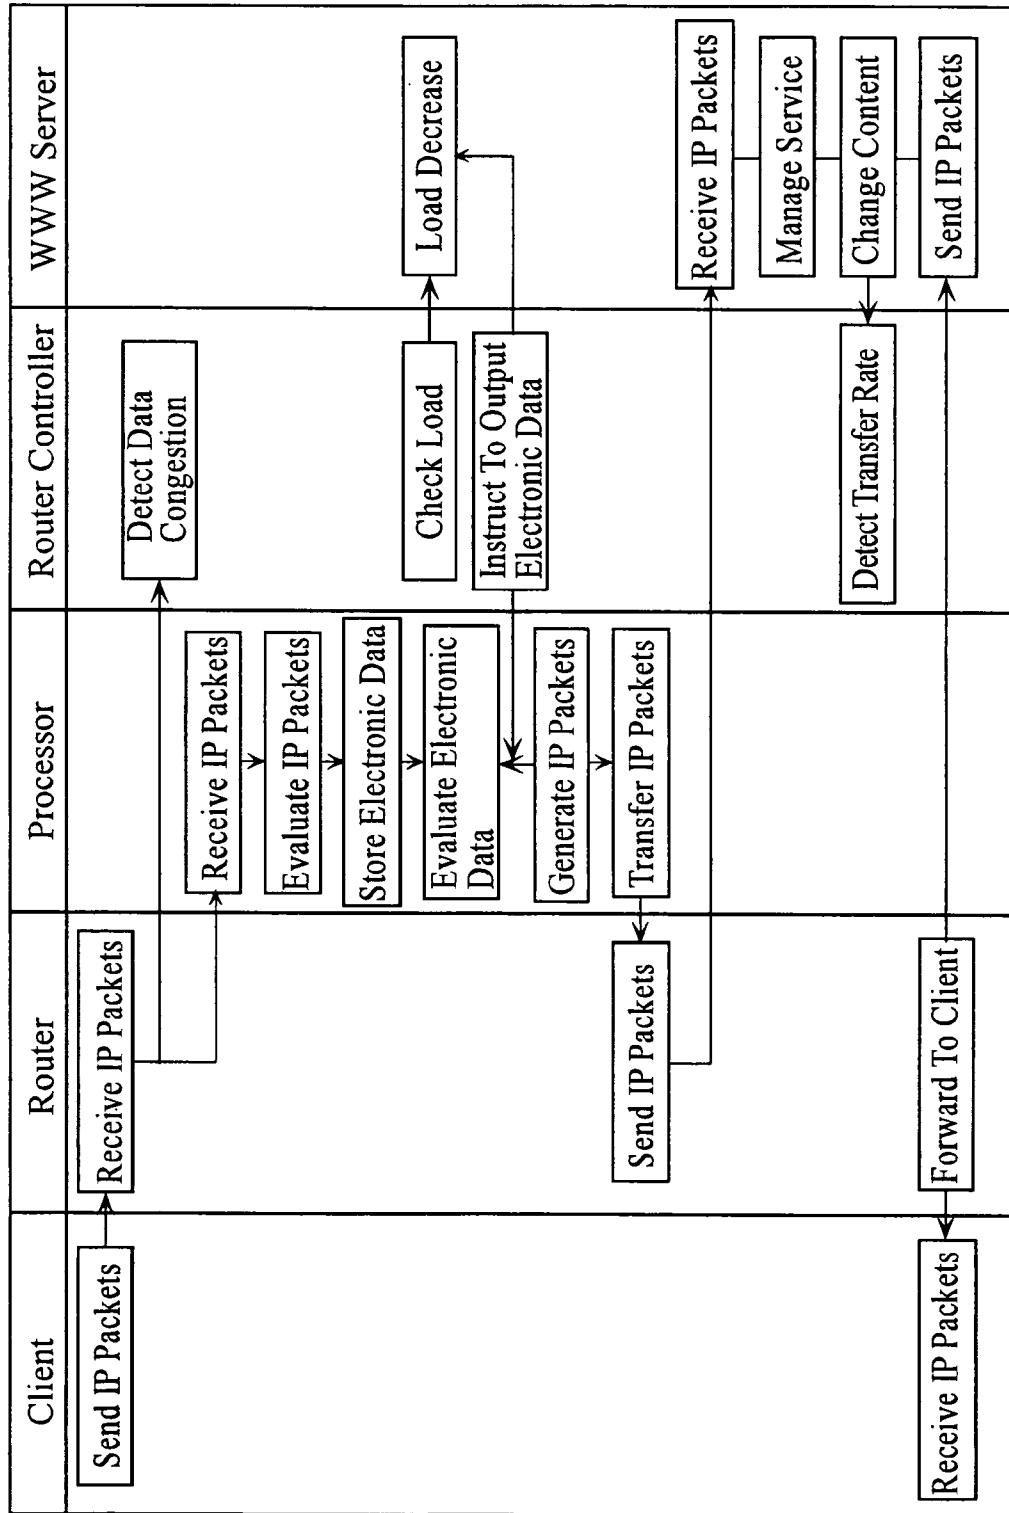 Client
Router
Processor
Router Controller
WWW Server
Send IP Packets
Receive IP Packets
Detect Data
Congestion
Receive IP Packets
Evaluate IP Packets
Store Electronic Data
Evaluate Electronic
Data
Check Load
Load Decrease
Instruct To Output
Electronic Data
Generate IP Packets
Transfer IP Packets
Send IP Packets
Receive IP Packets
Manage Service
Change Content
Detect Transfer Rate
Send IP Packets
Forward To Client
Receive IP Packets